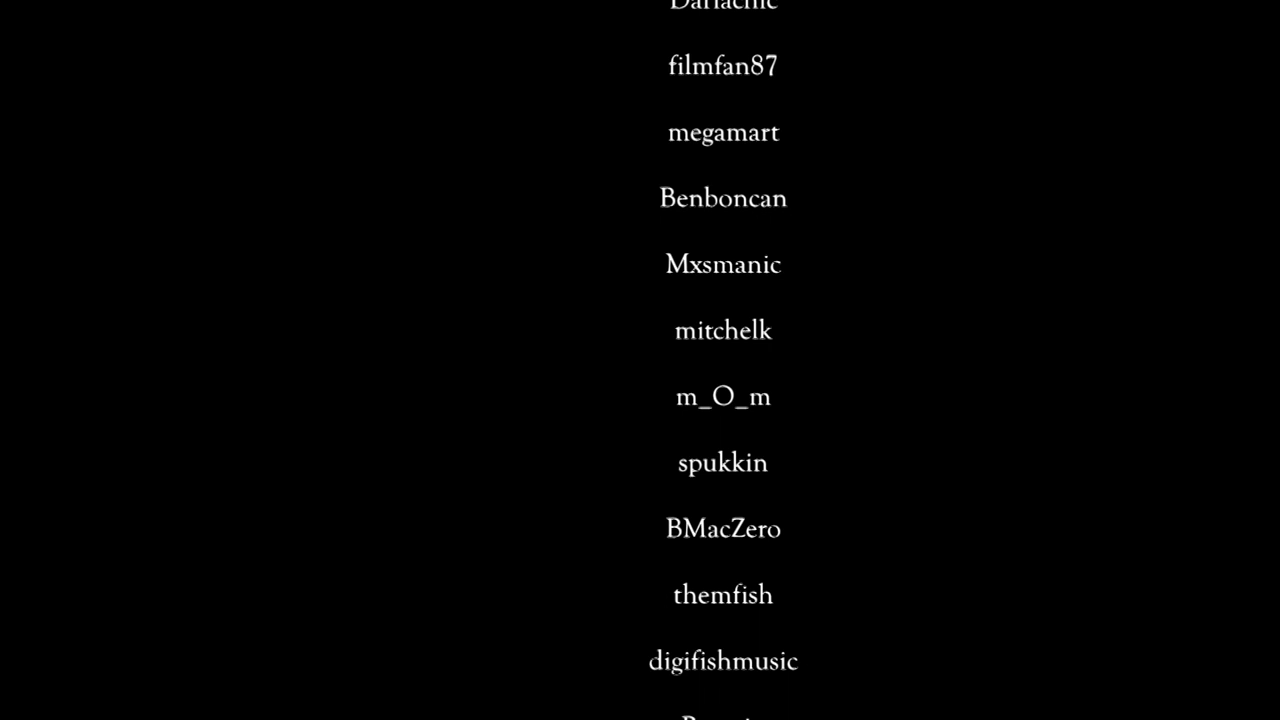 filmfan87
megamart
Benboncan
Mxsmanic
mitchelk
m_O_m
spukkin
BMacZero
themfish
digifishmusic